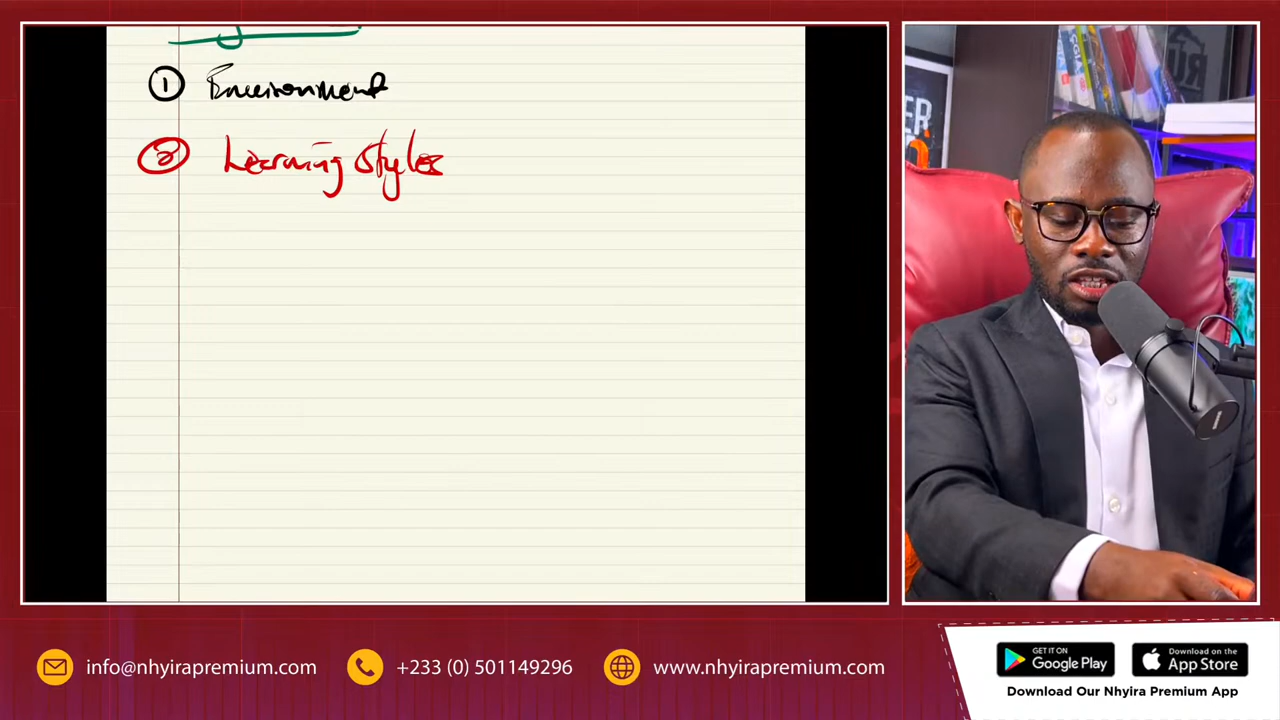 ① Environment
② Learning Styles
info@nhyirapremium.com
+233 (0) 501149296
www.nhyirapremium.com
GET IT ON
Google Play
Download on the
App Store
Download Our Nhyira Premium App